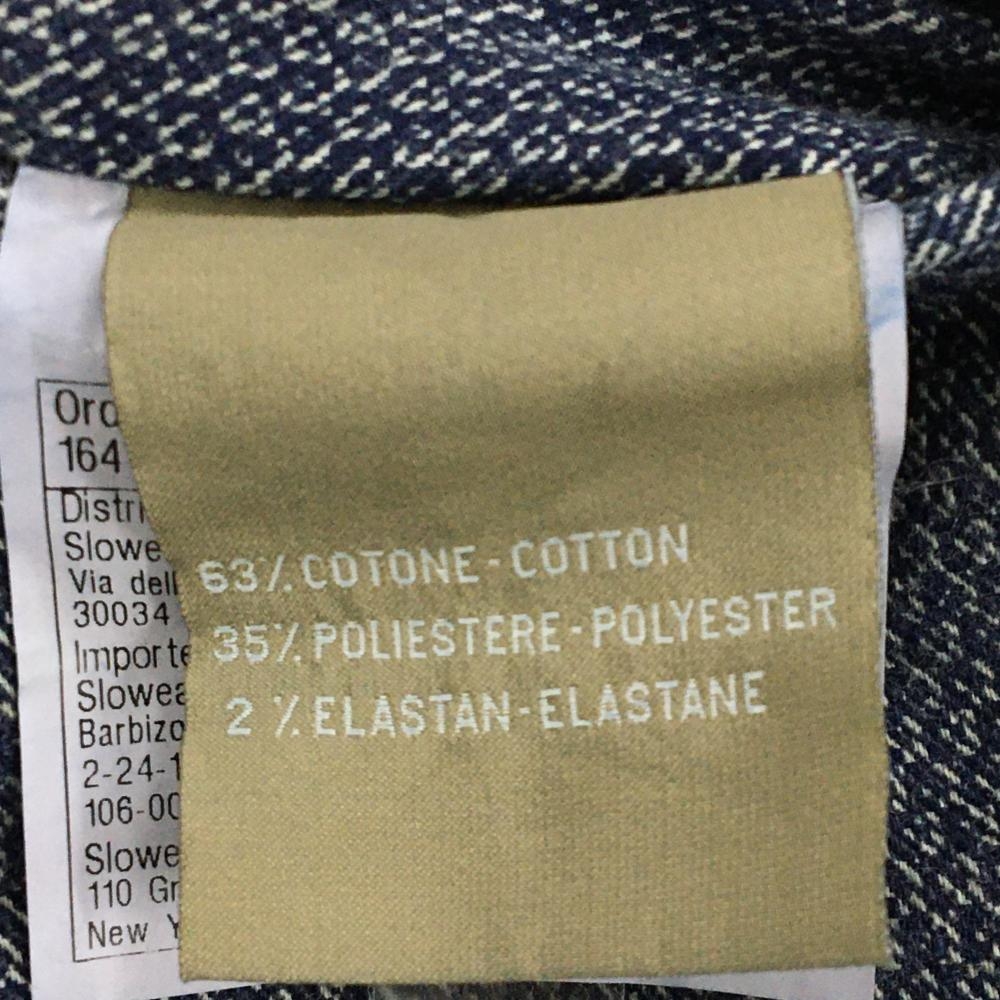 Ord
164
Distri
Slowe
Via dell
30034
Importe
Slowea
Barbizo
2-24-1
106-00
Slowe
110 Gr
New Y
63% COTONE-COTTON
35% POLIESTERE-POLYESTER
2 % ELASTAN-ELASTANE